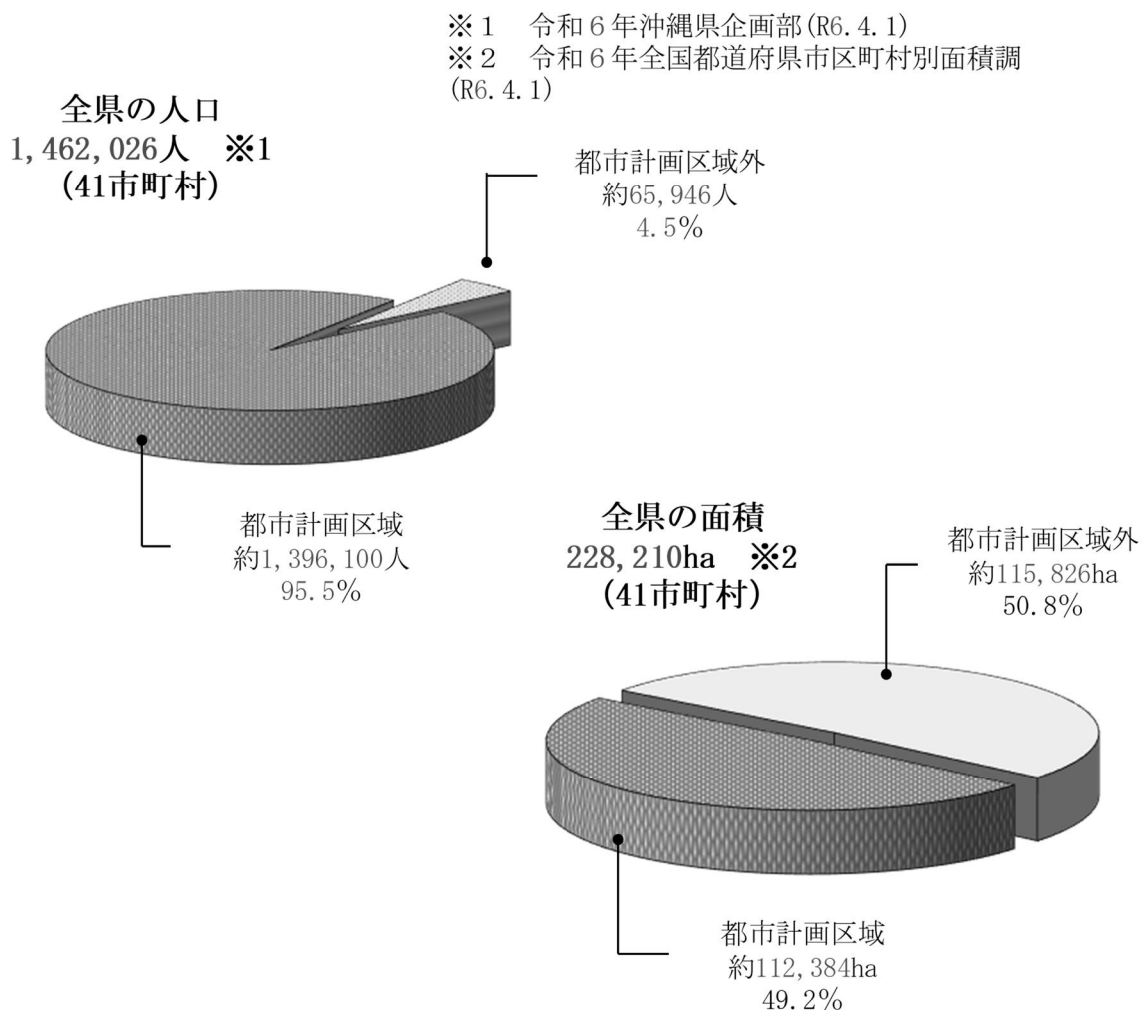 ※１　令和６年沖縄県企画部(R6.4.1)
※２　令和６年全国都道府県市区町村別面積調
(R6.4.1)
全県の人口
1,462,026人　※1
(41市町村)
都市計画区域外
約65,946人
4.5%
都市計画区域
約1,396,100人
95.5%
全県の面積
228,210ha　※2
(41市町村)
都市計画区域外
約115,826ha
50.8%
都市計画区域
約112,384ha
49.2%